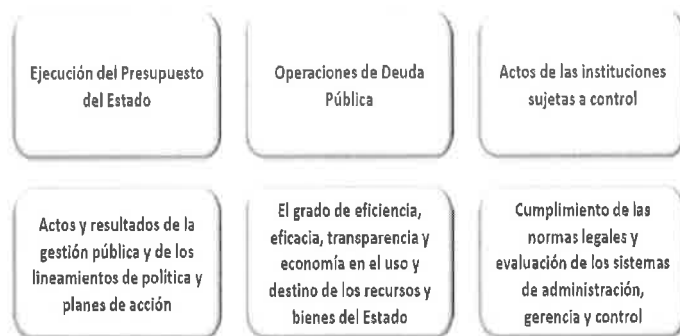 Ejecución del Presupuesto
del Estado
Operaciones de Deuda
Pública
Actos de las instituciones
sujetas a control
Actos y resultados de la
gestión pública y de los
lineamientos de política y
planes de acción
El grado de eficiencia,
eficacia, transparencia y
economía en el uso y
destino de los recursos y
bienes del Estado
Cumplimiento de las
normas legales y
evaluación de los sistemas
de administración,
gerencia y control